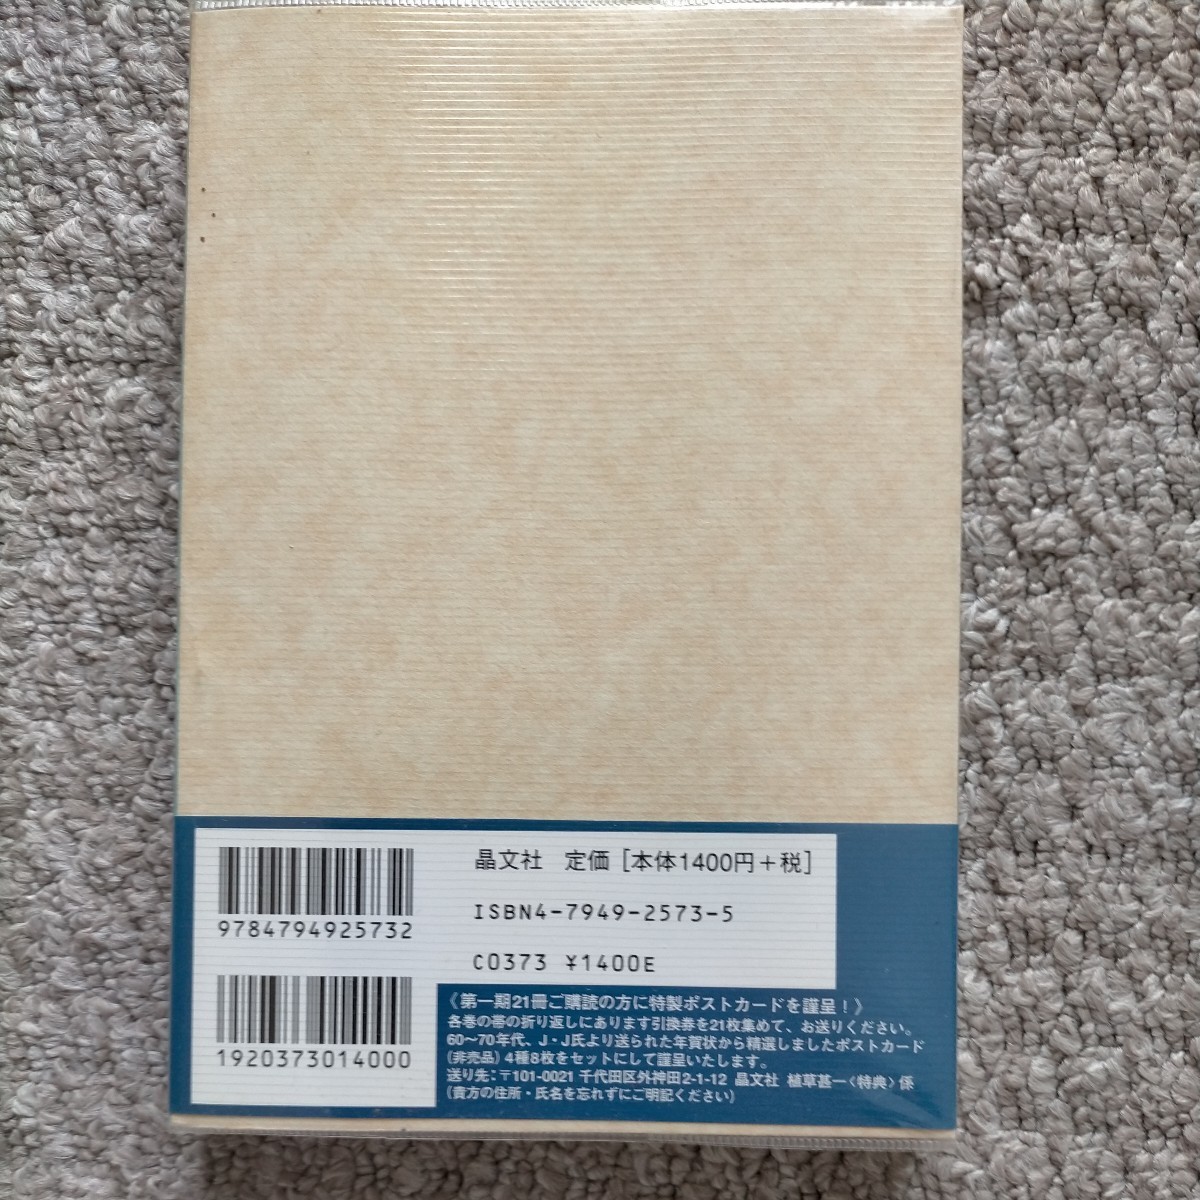 晶文社　定価［本体1400円＋税］
9784794925732
ISBN4-7949-2573-5
C0373 ¥1400E
1920373014000
《第一期21冊ご購読の方に特製ポストカードを謹呈！》
各巻の帯の折り返しにあります引換券を21枚集めて、お送りください。
60〜70年代、J・J氏より送られた年賀状から精選しましたポストカード
(非売品) 4種8枚をセットにして謹呈いたします。
送り先：〒101-0021 千代田区外神田2-1-12 晶文社 植草甚一〈特典〉係
(貴方の住所・氏名を忘れずにご明記ください)